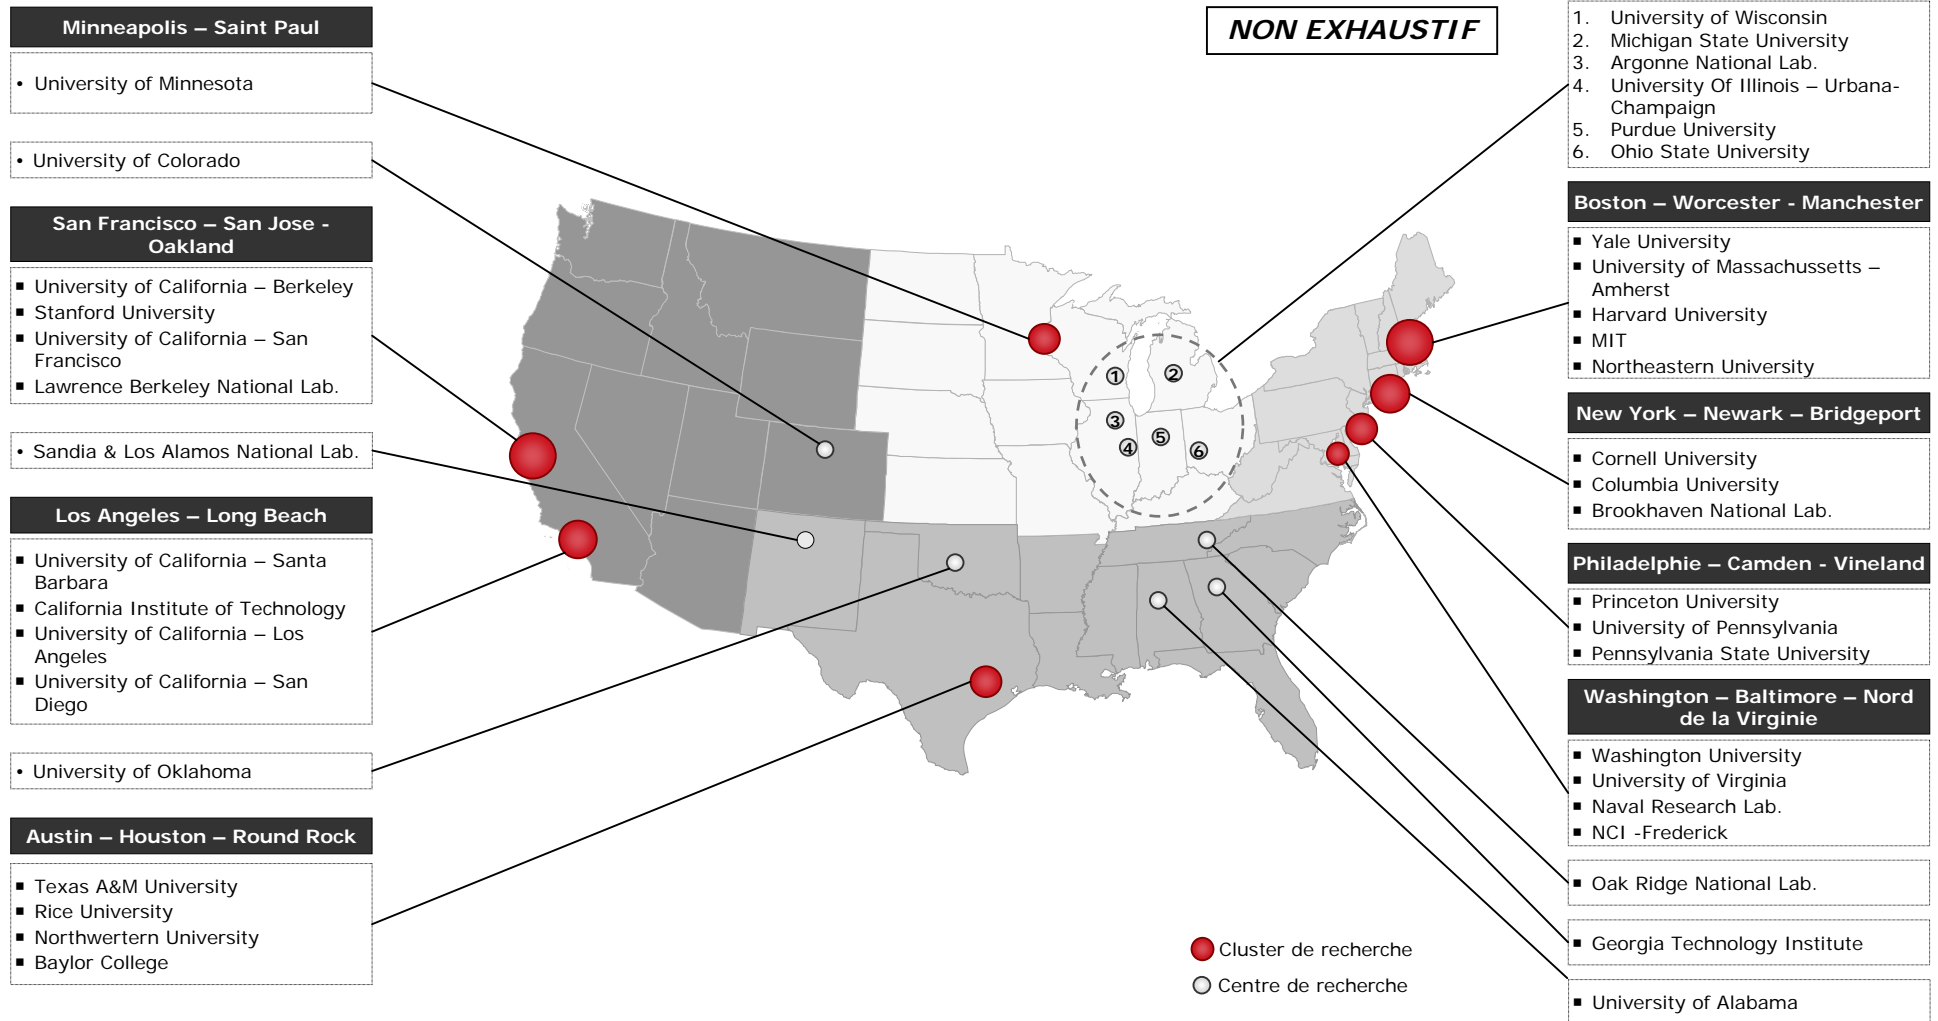 Minneapolis – Saint Paul
• University of Minnesota
• University of Colorado
San Francisco – San Jose -
Oakland
▪ University of California – Berkeley
▪ Stanford University
▪ University of California – San
Francisco
▪ Lawrence Berkeley National Lab.
• Sandia & Los Alamos National Lab.
Los Angeles – Long Beach
▪ University of California – Santa
Barbara
▪ California Institute of Technology
▪ University of California – Los
Angeles
▪ University of California – San
Diego
• University of Oklahoma
Austin – Houston – Round Rock
▪ Texas A&M University
▪ Rice University
▪ Northwertern University
▪ Baylor College
NON EXHAUSTIF
1
2
3
4
5
6
Cluster de recherche
Centre de recherche
1. University of Wisconsin
2. Michigan State University
3. Argonne National Lab.
4. University Of Illinois – Urbana-
Champaign
5. Purdue University
6. Ohio State University
Boston – Worcester - Manchester
▪ Yale University
▪ University of Massachussetts –
Amherst
▪ Harvard University
▪ MIT
▪ Northeastern University
New York – Newark – Bridgeport
▪ Cornell University
▪ Columbia University
▪ Brookhaven National Lab.
Philadelphie – Camden - Vineland
▪ Princeton University
▪ University of Pennsylvania
▪ Pennsylvania State University
Washington – Baltimore – Nord
de la Virginie
▪ Washington University
▪ University of Virginia
▪ Naval Research Lab.
▪ NCI -Frederick
▪ Oak Ridge National Lab.
▪ Georgia Technology Institute
▪ University of Alabama